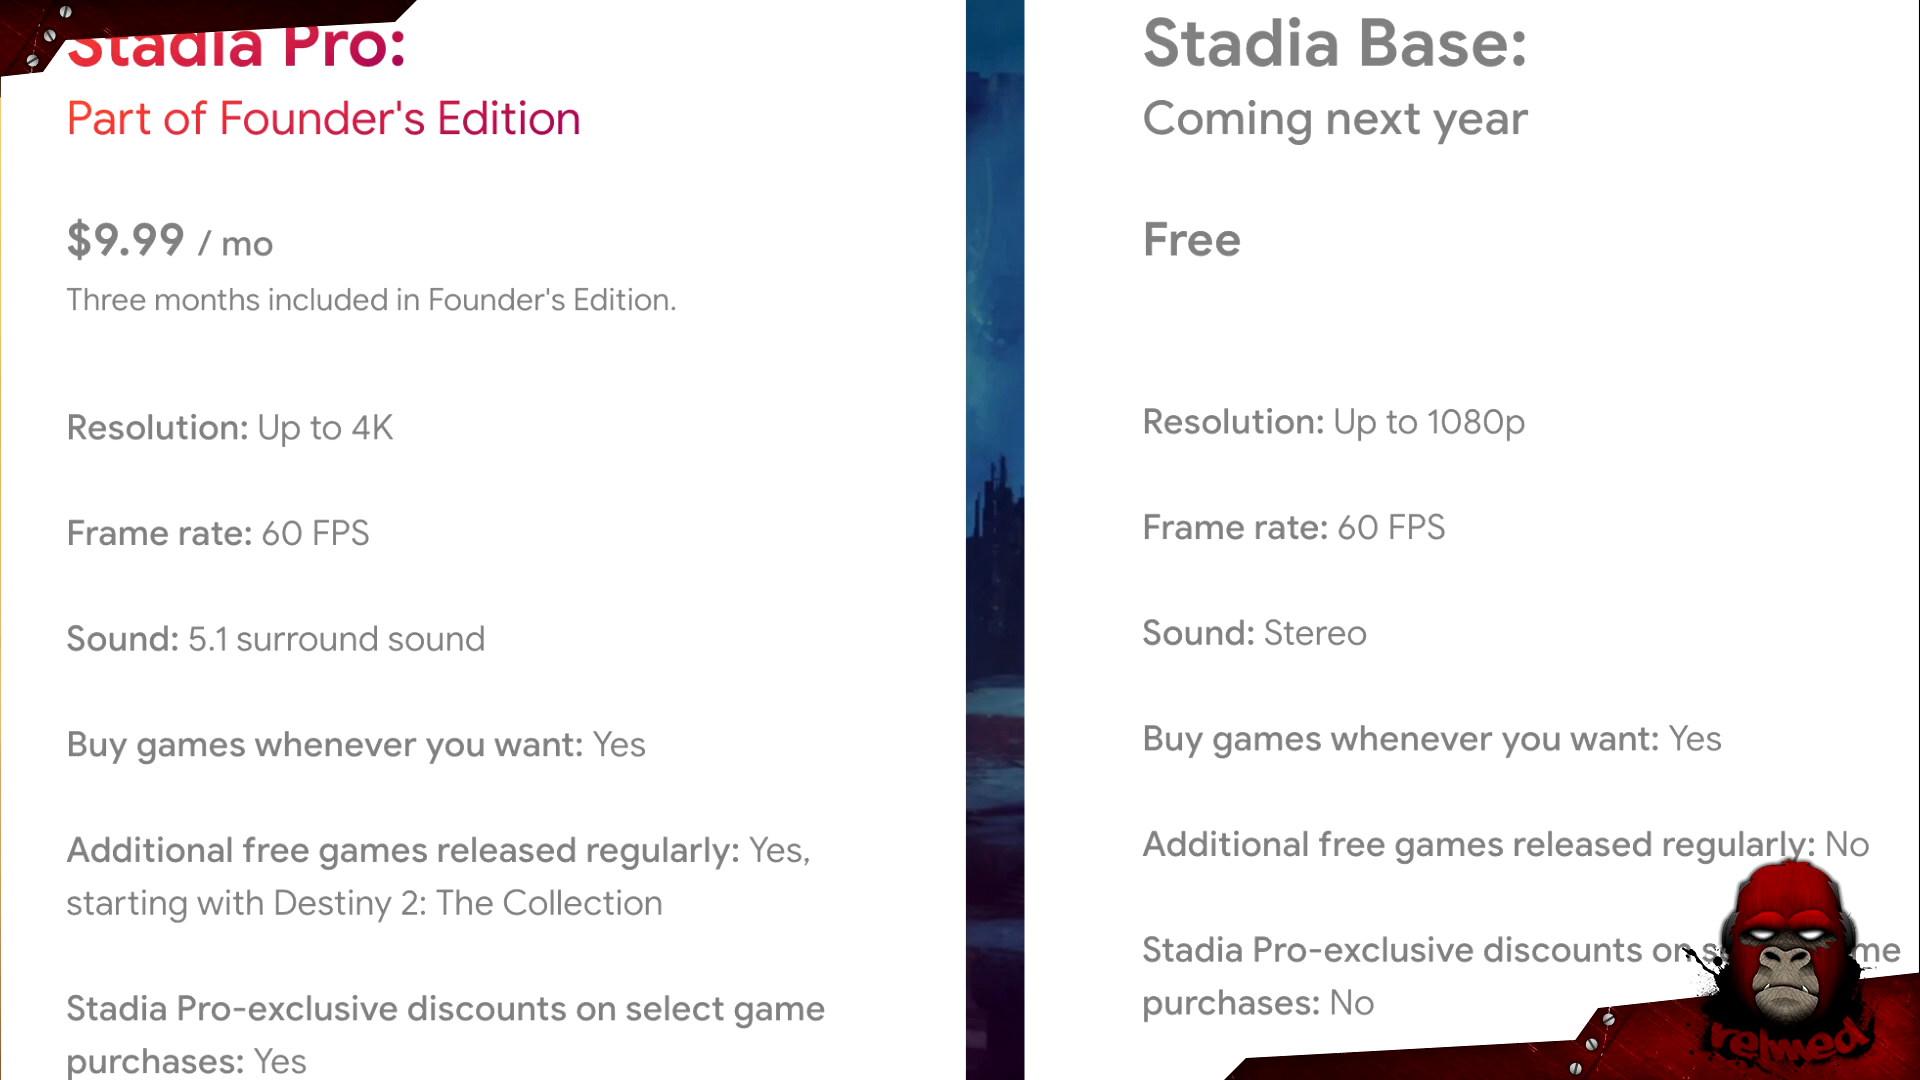 Stadia Pro:
Part of Founder's Edition
$9.99 / mo
Three months included in Founder's Edition.
Resolution: Up to 4K
Frame rate: 60 FPS
Sound: 5.1 surround sound
Buy games whenever you want: Yes
Additional free games released regularly: Yes,
starting with Destiny 2: The Collection
Stadia Pro-exclusive discounts on select game
purchases: Yes
Stadia Base:
Coming next year
Free
Resolution: Up to 1080p
Frame rate: 60 FPS
Sound: Stereo
Buy games whenever you want: Yes
Additional free games released regularly: No
Stadia Pro-exclusive discounts on
purchases: No